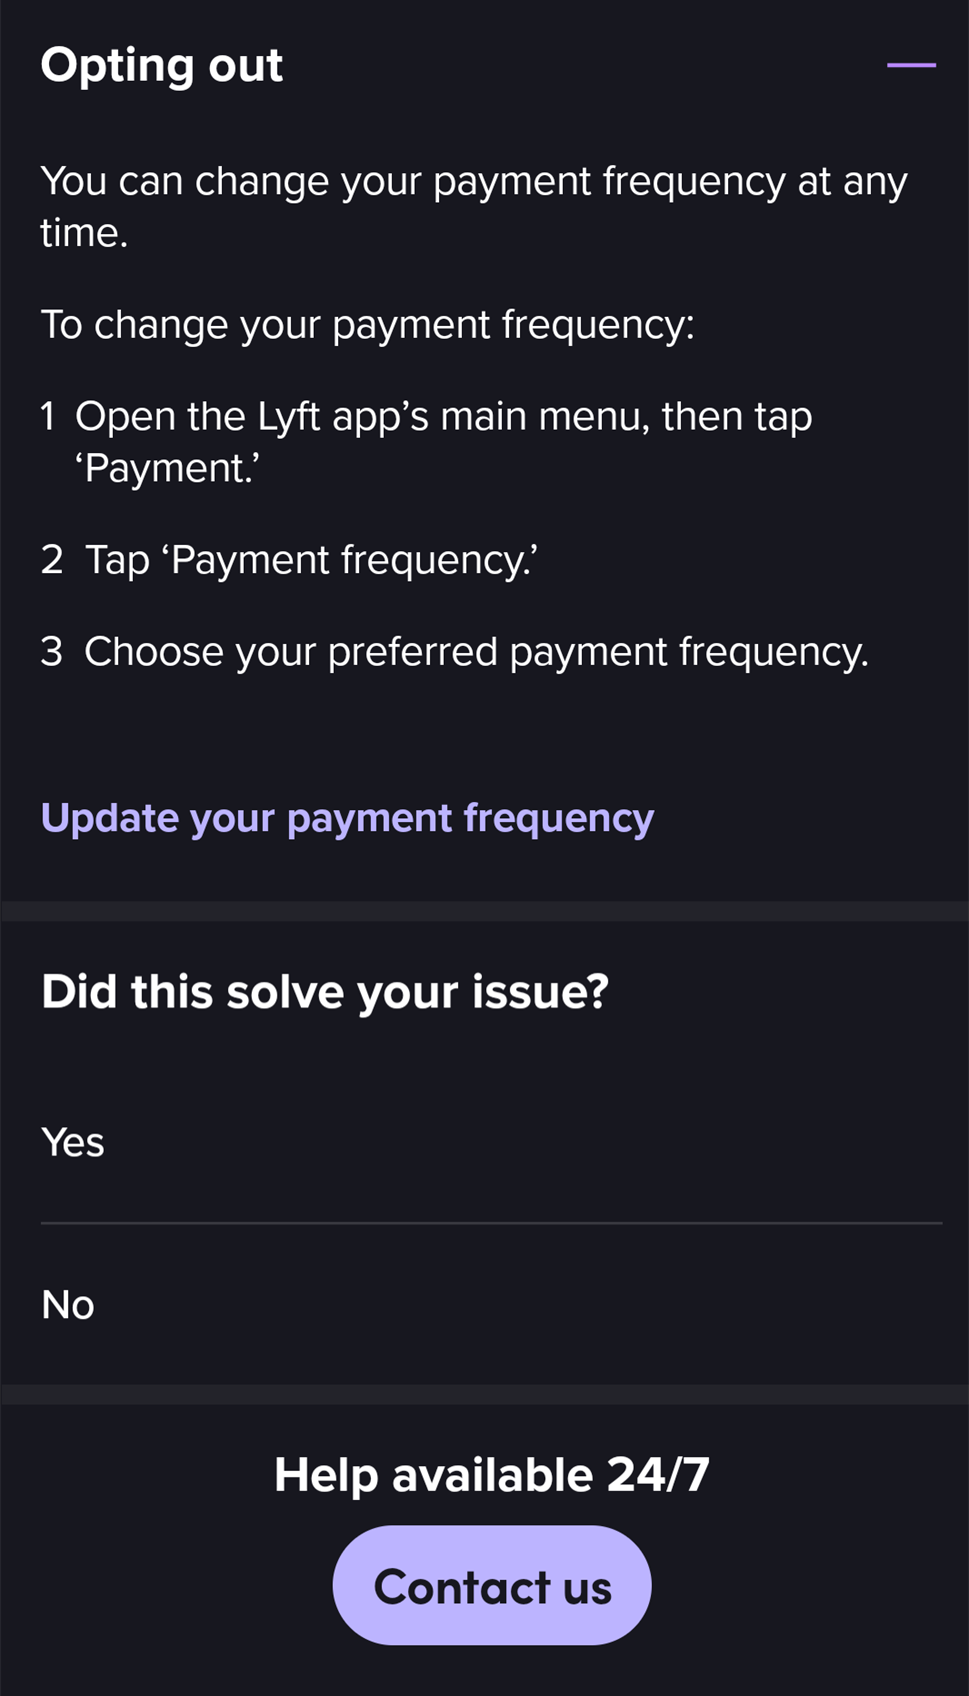 Opting out
You can change your payment frequency at any
time.
To change your payment frequency:
1 Open the Lyft app’s main menu, then tap
‘Payment.’
2 Tap ‘Payment frequency.’
3 Choose your preferred payment frequency.
Update your payment frequency
Did this solve your issue?
Yes
No
Help available 24/7
Contact us